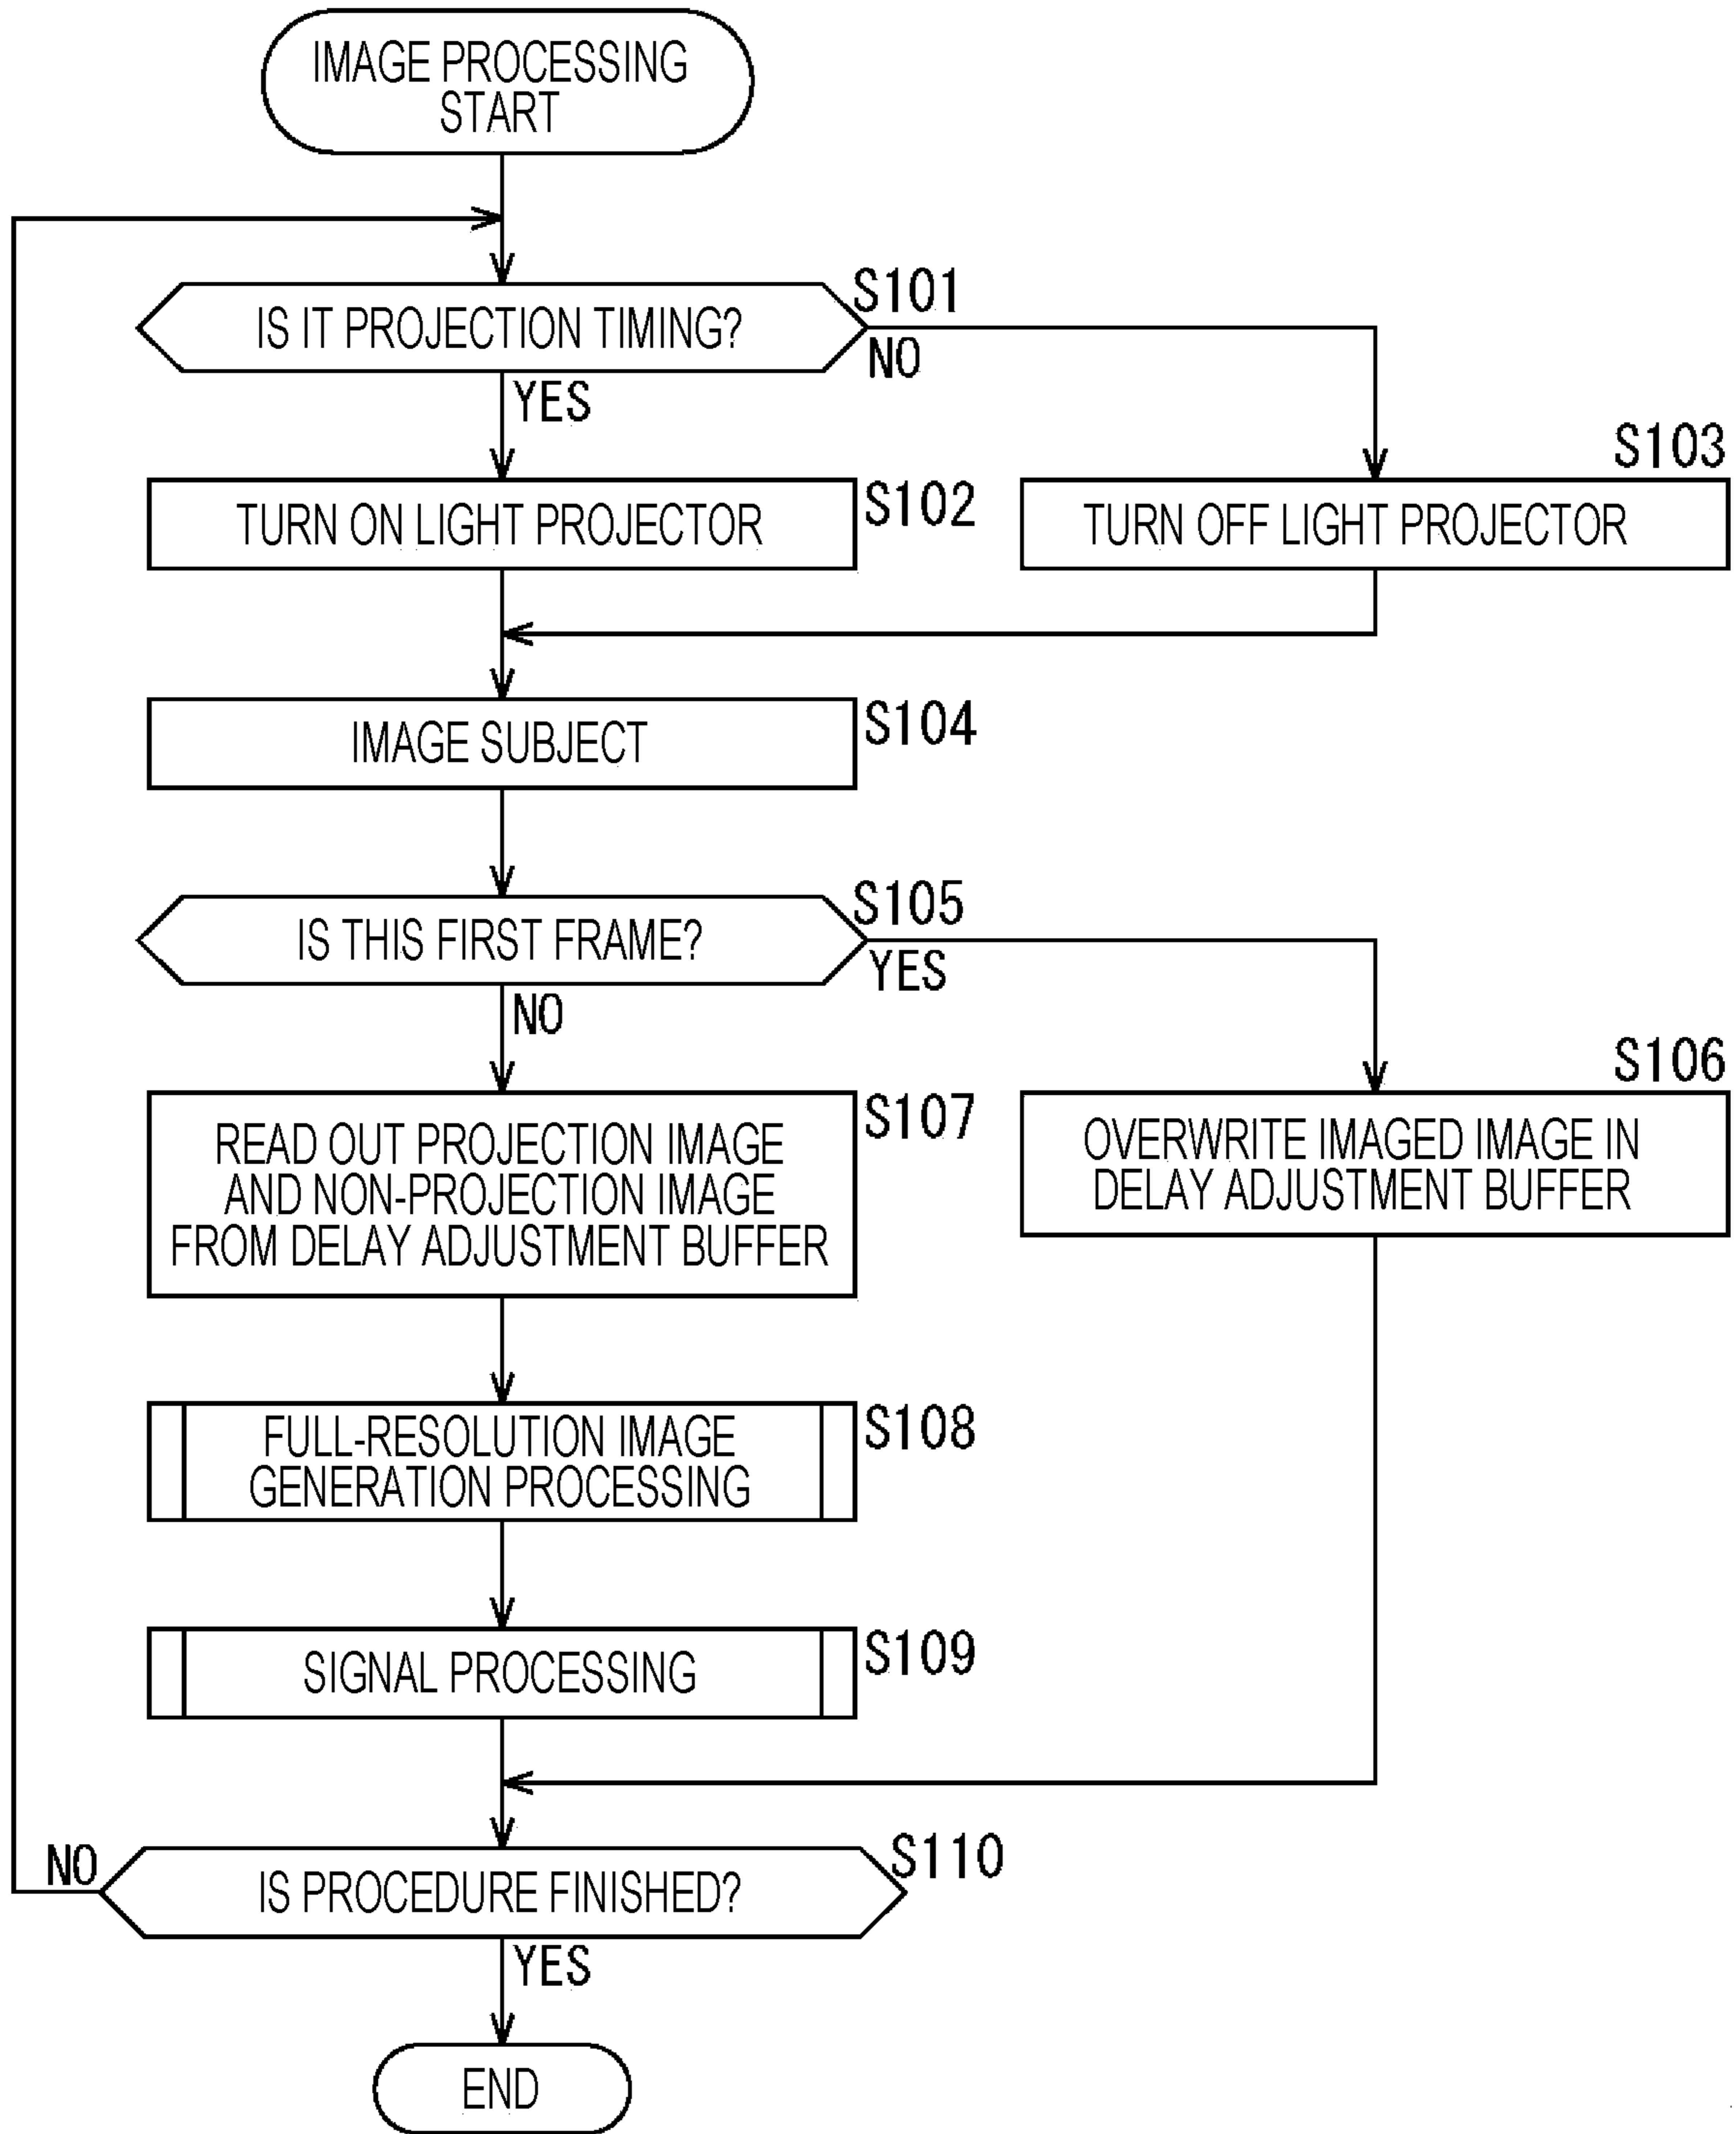 IMAGE PROCESSING
START
IS IT PROJECTION TIMING?
S101
NO
YES
TURN ON LIGHT PROJECTOR
S102
S103
TURN OFF LIGHT PROJECTOR
IMAGE SUBJECT
S104
IS THIS FIRST FRAME?
S105
YES
NO
S106
OVERWRITE IMAGED IMAGE IN
DELAY ADJUSTMENT BUFFER
READ OUT PROJECTION IMAGE
AND NON-PROJECTION IMAGE
FROM DELAY ADJUSTMENT BUFFER
S107
FULL-RESOLUTION IMAGE
GENERATION PROCESSING
S108
SIGNAL PROCESSING
S109
NO
IS PROCEDURE FINISHED?
S110
YES
END